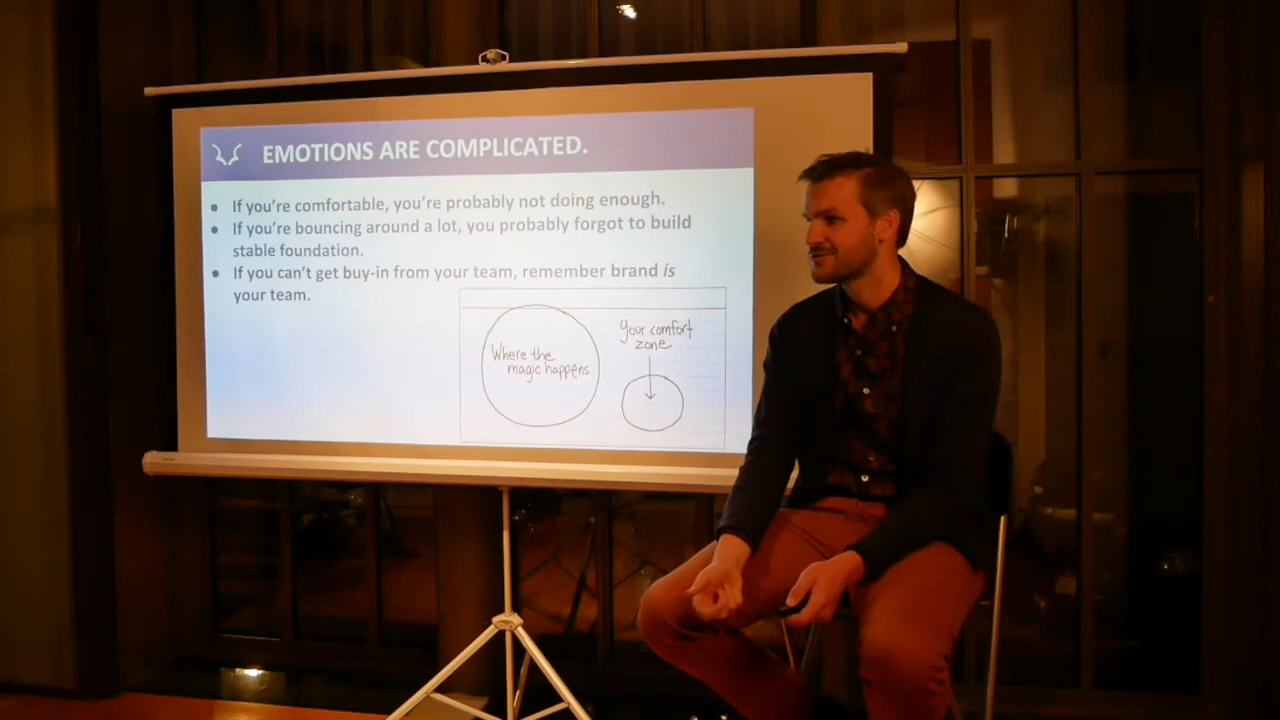 EMOTIONS ARE COMPLICATED.
• If you're comfortable, you're probably not doing enough.
• If you're bouncing around a lot, you probably forgot to build
stable foundation.
• If you can't get buy-in from your team, remember brand is
your team.
Where the
magic happens
Your comfort
zone